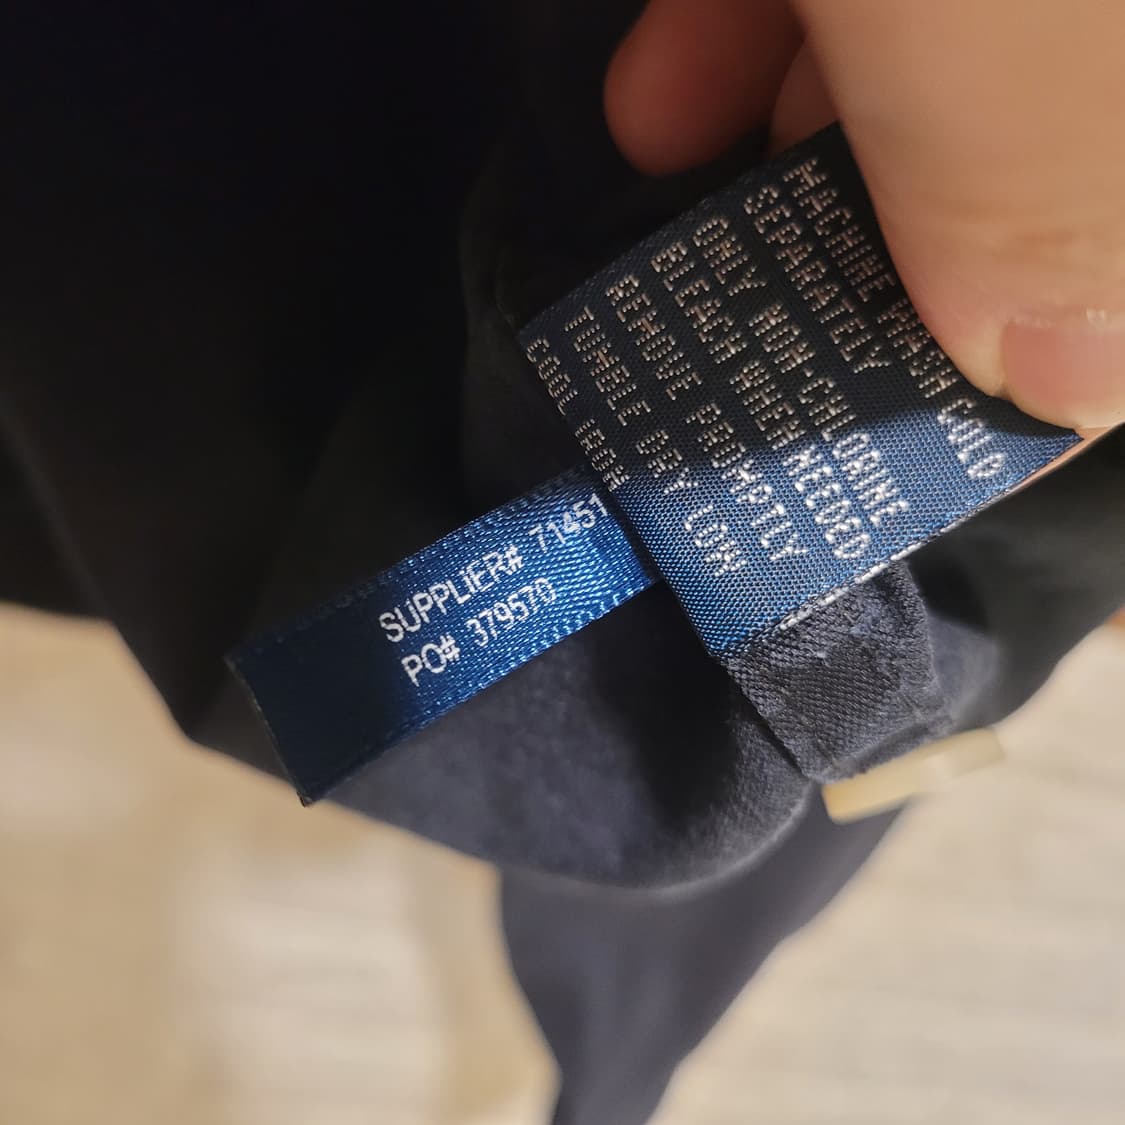 MACHINE WASH COLD
SEPARATELY
ONLY NON-CHLORINE
BLEACH WHEN NEEDED
REMOVE PROMPTLY
TUMBLE DRY LOW
COOL IRON
SUPPLIER# 71451
PO# 379570